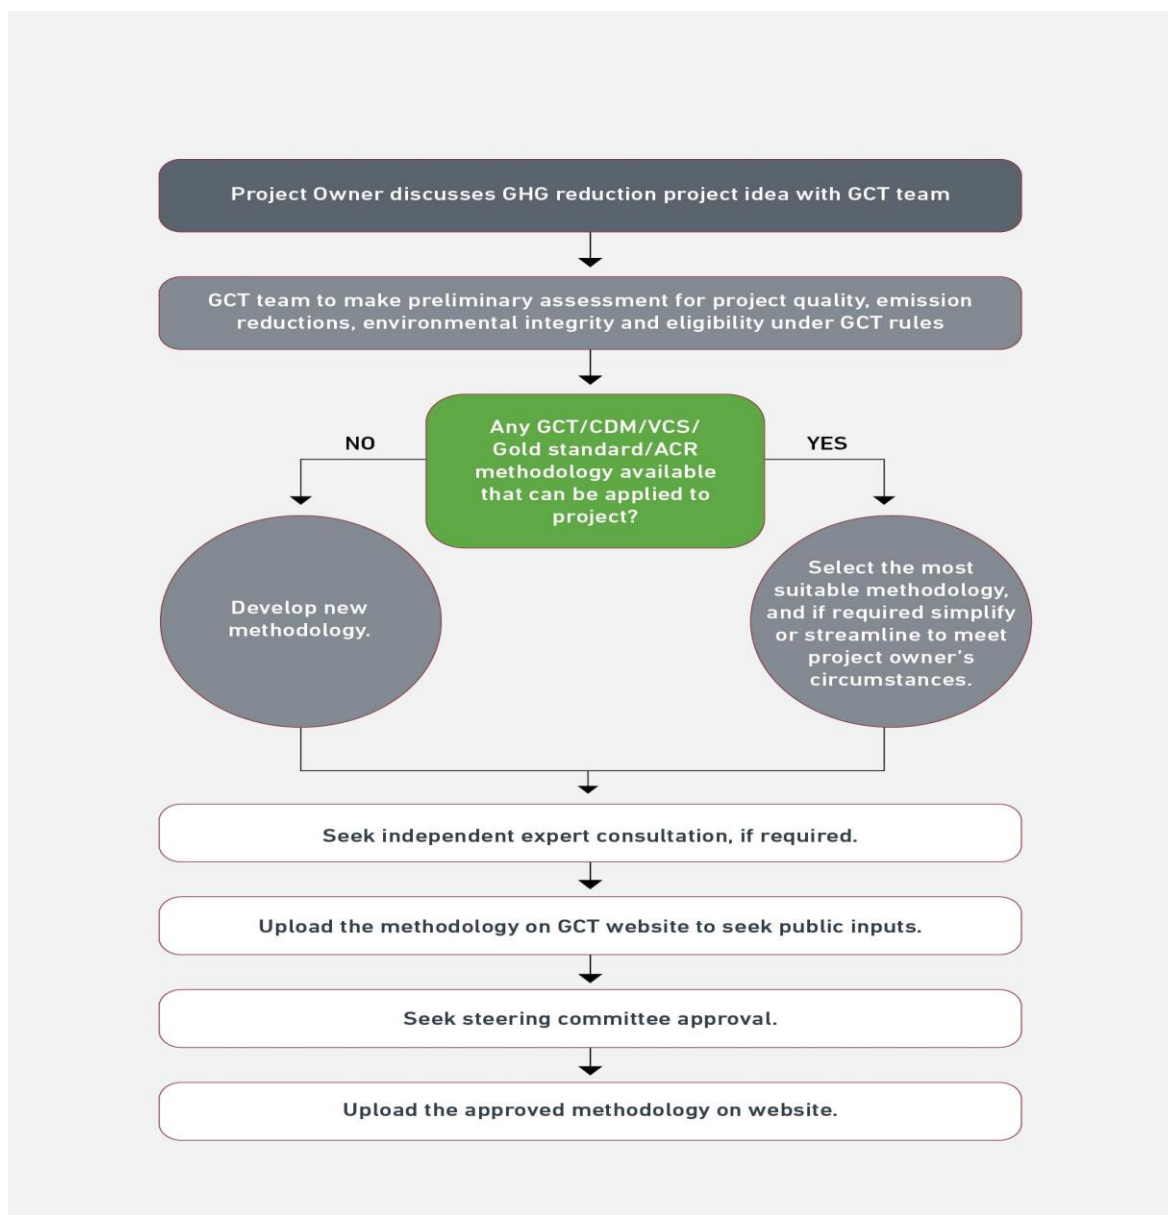 Project Owner discusses GHG reduction project idea with GCT team
GCT team to make preliminary assessment for project quality, emission
reductions, environmental integrity and eligibility under GCT rules
Any GCT/CDM/VCS/
Gold standard/ACR
methodology available
that can be applied to
project?
NO
YES
Develop new
methodology.
Select the most
suitable methodology,
and if required simplify
or streamline to meet
project owner's
circumstances.
Seek independent expert consultation, if required.
Upload the methodology on GCT website to seek public inputs.
Seek steering committee approval.
Upload the approved methodology on website.